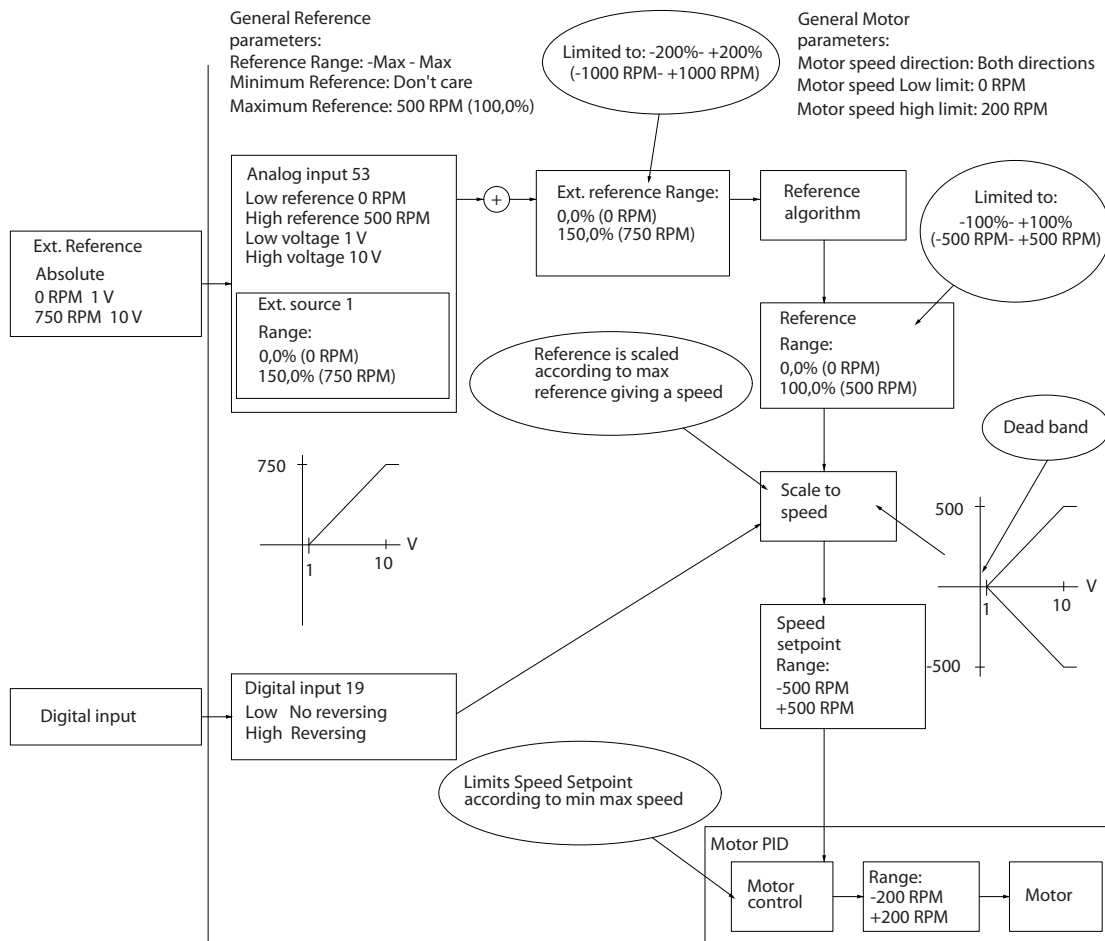 General Reference
parameters:
Reference Range: -Max - Max
Minimum Reference: Don't care
Maximum Reference: 500 RPM (100,0%)
Limited to: -200%- +200%
(-1000 RPM- +1000 RPM)
General Motor
parameters:
Motor speed direction: Both directions
Motor speed Low limit: 0 RPM
Motor speed high limit: 200 RPM
Ext. Reference
Absolute
0 RPM 1 V
750 RPM 10 V
Analog input 53
Low reference 0 RPM
High reference 500 RPM
Low voltage 1 V
High voltage 10 V
Ext. source 1
Range:
0,0% (0 RPM)
150,0% (750 RPM)
+
Ext. reference Range:
0,0% (0 RPM)
150,0% (750 RPM)
Reference
algorithm
Limited to:
-100%- +100%
(-500 RPM- +500 RPM)
Reference
Range:
0,0% (0 RPM)
100,0% (500 RPM)
Reference is scaled
according to max
reference giving a speed
Dead band
750
V
1
10
Scale to
speed
500
V
1
10
-500
Speed
setpoint
Range:
-500 RPM
+500 RPM
Digital input
Digital input 19
Low No reversing
High Reversing
Limits Speed Setpoint
according to min max speed
Motor PID
Motor
control
Range:
-200 RPM
+200 RPM
Motor